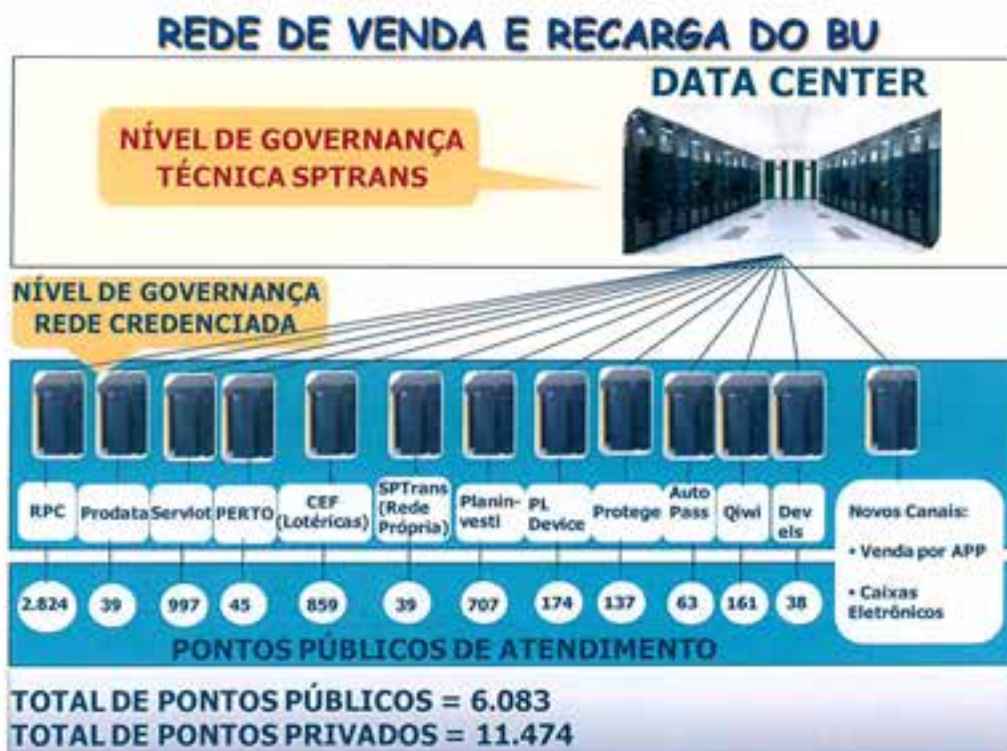 REDE DE VENDA E RECARGA DO BU
DATA CENTER
NÍVEL DE GOVERNANÇA
TÉCNICA SPTRANS
NÍVEL DE GOVERNANÇA
REDE CREDENCIADA
RPC
Prodata
Servlot
PERTO
CEF
(Lotéricas)
SPTrans
(Rede
Própria)
Planin-
vesti
PL
Device
Protege
Auto
Pass
Qiwi
Dev
els
Novos Canais:
• Venda por APP
• Caixas
Eletrônicos
2.824
39
997
45
859
39
707
174
137
63
161
38
PONTOS PÚBLICOS DE ATENDIMENTO
TOTAL DE PONTOS PÚBLICOS = 6.083
TOTAL DE PONTOS PRIVADOS = 11.474